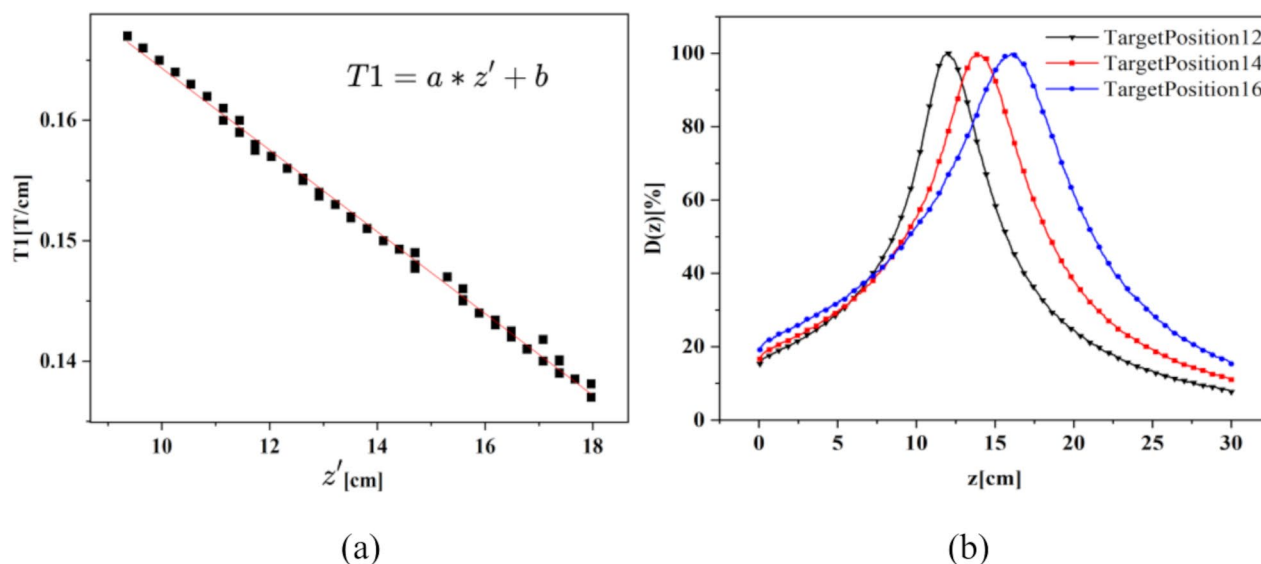 T1 = a * z′ + b
T1[T/cm]
0.16
0.15
0.14
10 12 14 16 18
z′[cm]
(a)
TargetPosition12
TargetPosition14
TargetPosition16
D(z)[%]
100
80
60
40
20
0
0 5 10 15 20 25 30
z[cm]
(b)